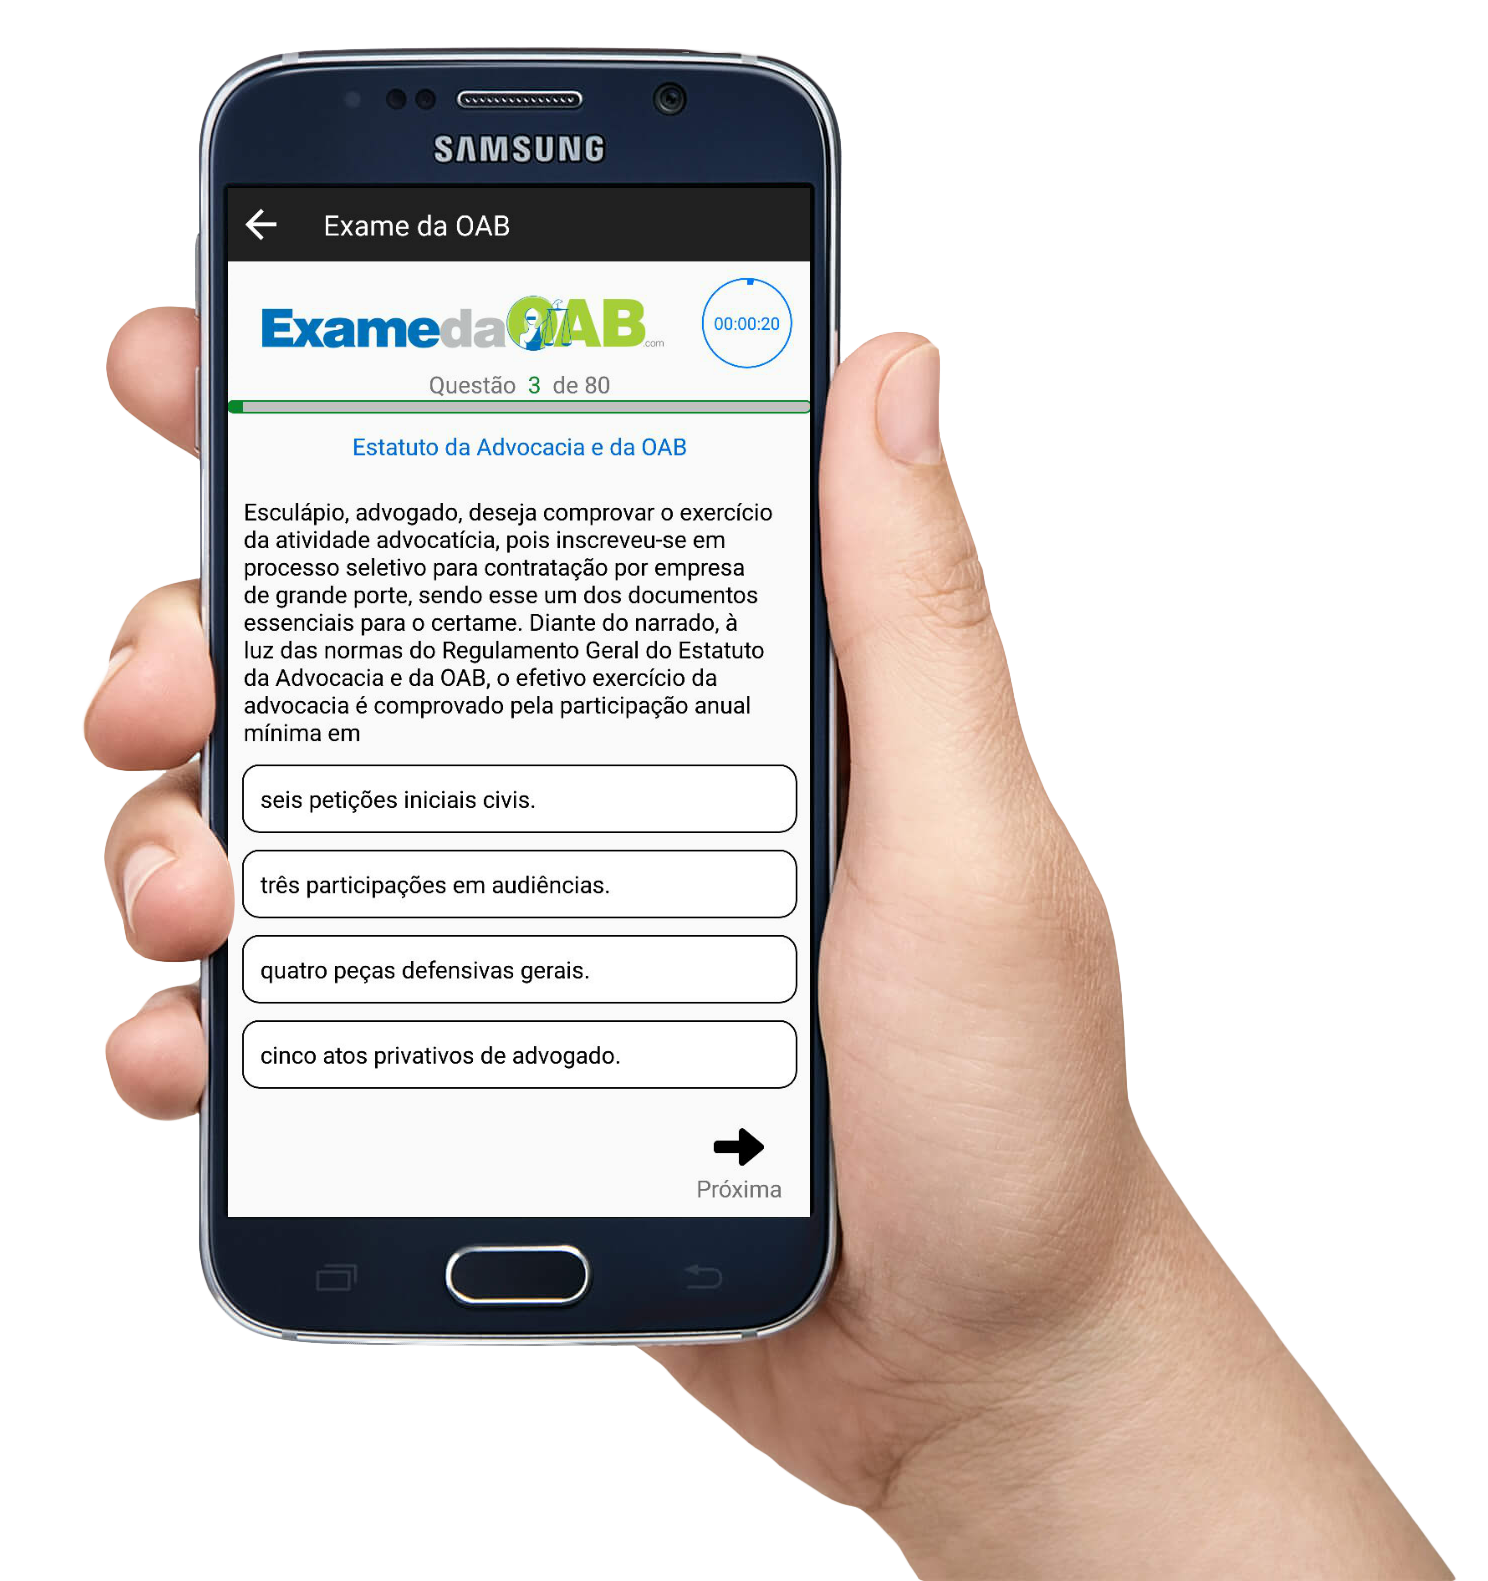 SAMSUNG
Exame da OAB
ExamedaOAB.com
00:00:20
Questão 3 de 80
Estatuto da Advocacia e da OAB
Esculápio, advogado, deseja comprovar o exercício
da atividade advocatícia, pois inscreveu-se em
processo seletivo para contratação por empresa
de grande porte, sendo esse um dos documentos
essenciais para o certame. Diante do narrado, à
luz das normas do Regulamento Geral do Estatuto
da Advocacia e da OAB, o efetivo exercício da
advocacia é comprovado pela participação anual
mínima em
seis petições iniciais civis.
três participações em audiências.
quatro peças defensivas gerais.
cinco atos privativos de advogado.
Próxima